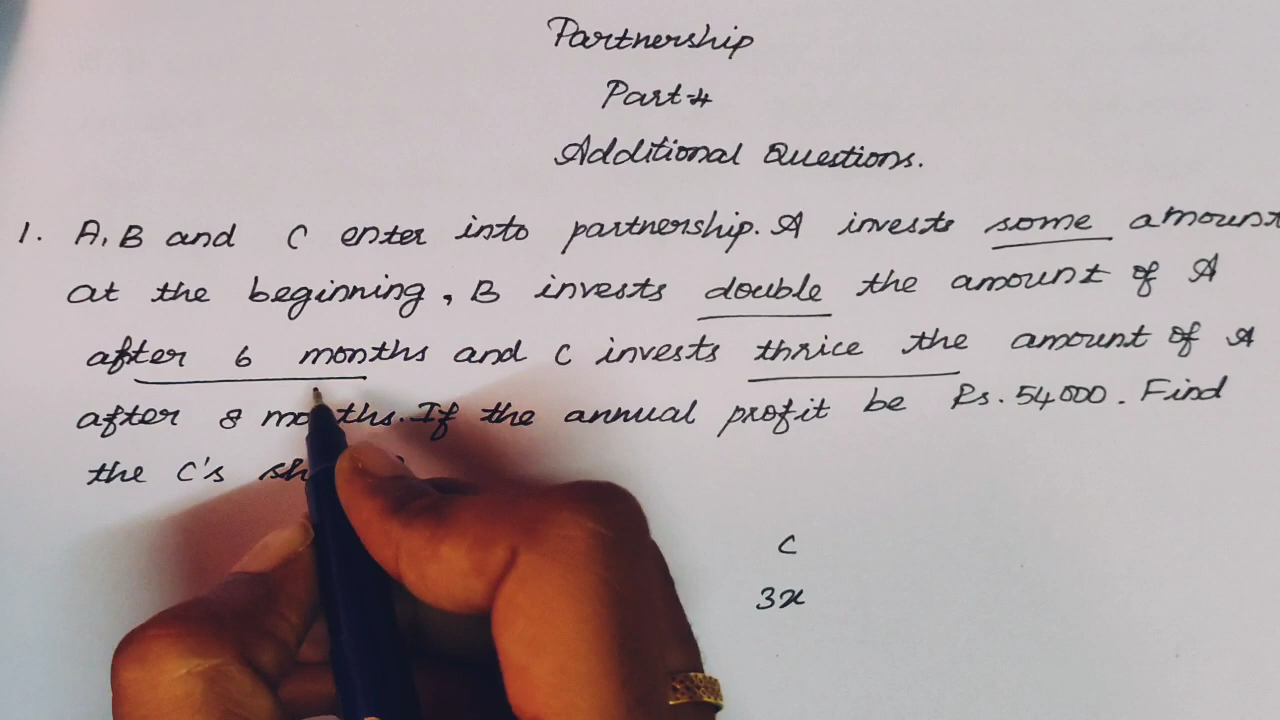 Partnership
Part-4
Additional Questions.
1. A, B and C enter into partnership. A invests some amount
at the beginning, B invests double the amount of A
after 6 months and C invests thrice the amount of A
after 8 months. If the annual profit be Rs. 54000. Find
the C's
C
3x